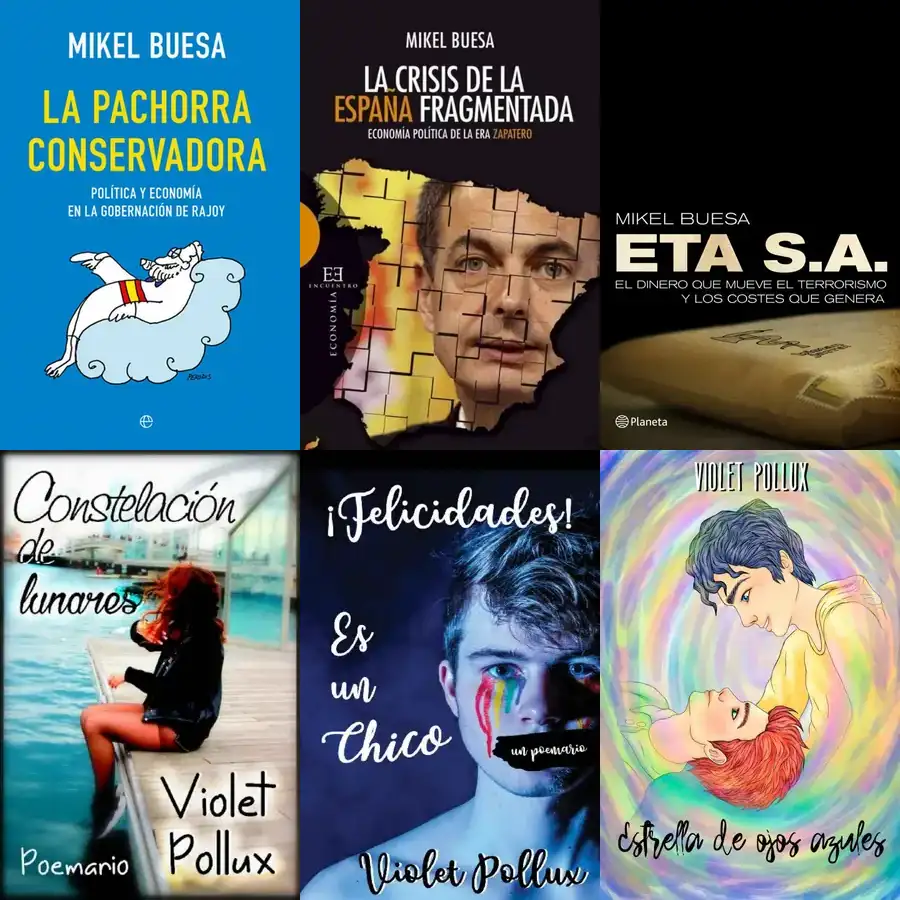 MIKEL BUESA
LA PACHORRA
CONSERVADORA
POLÍTICA Y ECONOMÍA
EN LA GOBERNACIÓN DE RAJOY
PERIDIS
e
MIKEL BUESA
LA CRISIS DE LA
ESPAÑA FRAGMENTADA
ECONOMÍA POLÍTICA DE LA ERA ZAPATERO
EE
ENCUENTRO
ECONOMÍA
MIKEL BUESA
ETA S.A.
EL DINERO QUE MUEVE EL TERRORISMO
Y LOS COSTES QUE GENERA
Planeta
Constelación
de
lunares
Violet
Pollux
Poemario
¡Felicidades!
Es
un
Chico
un poemario
Violet Pollux
VIOLET POLLUX
Estrella de ojos azules